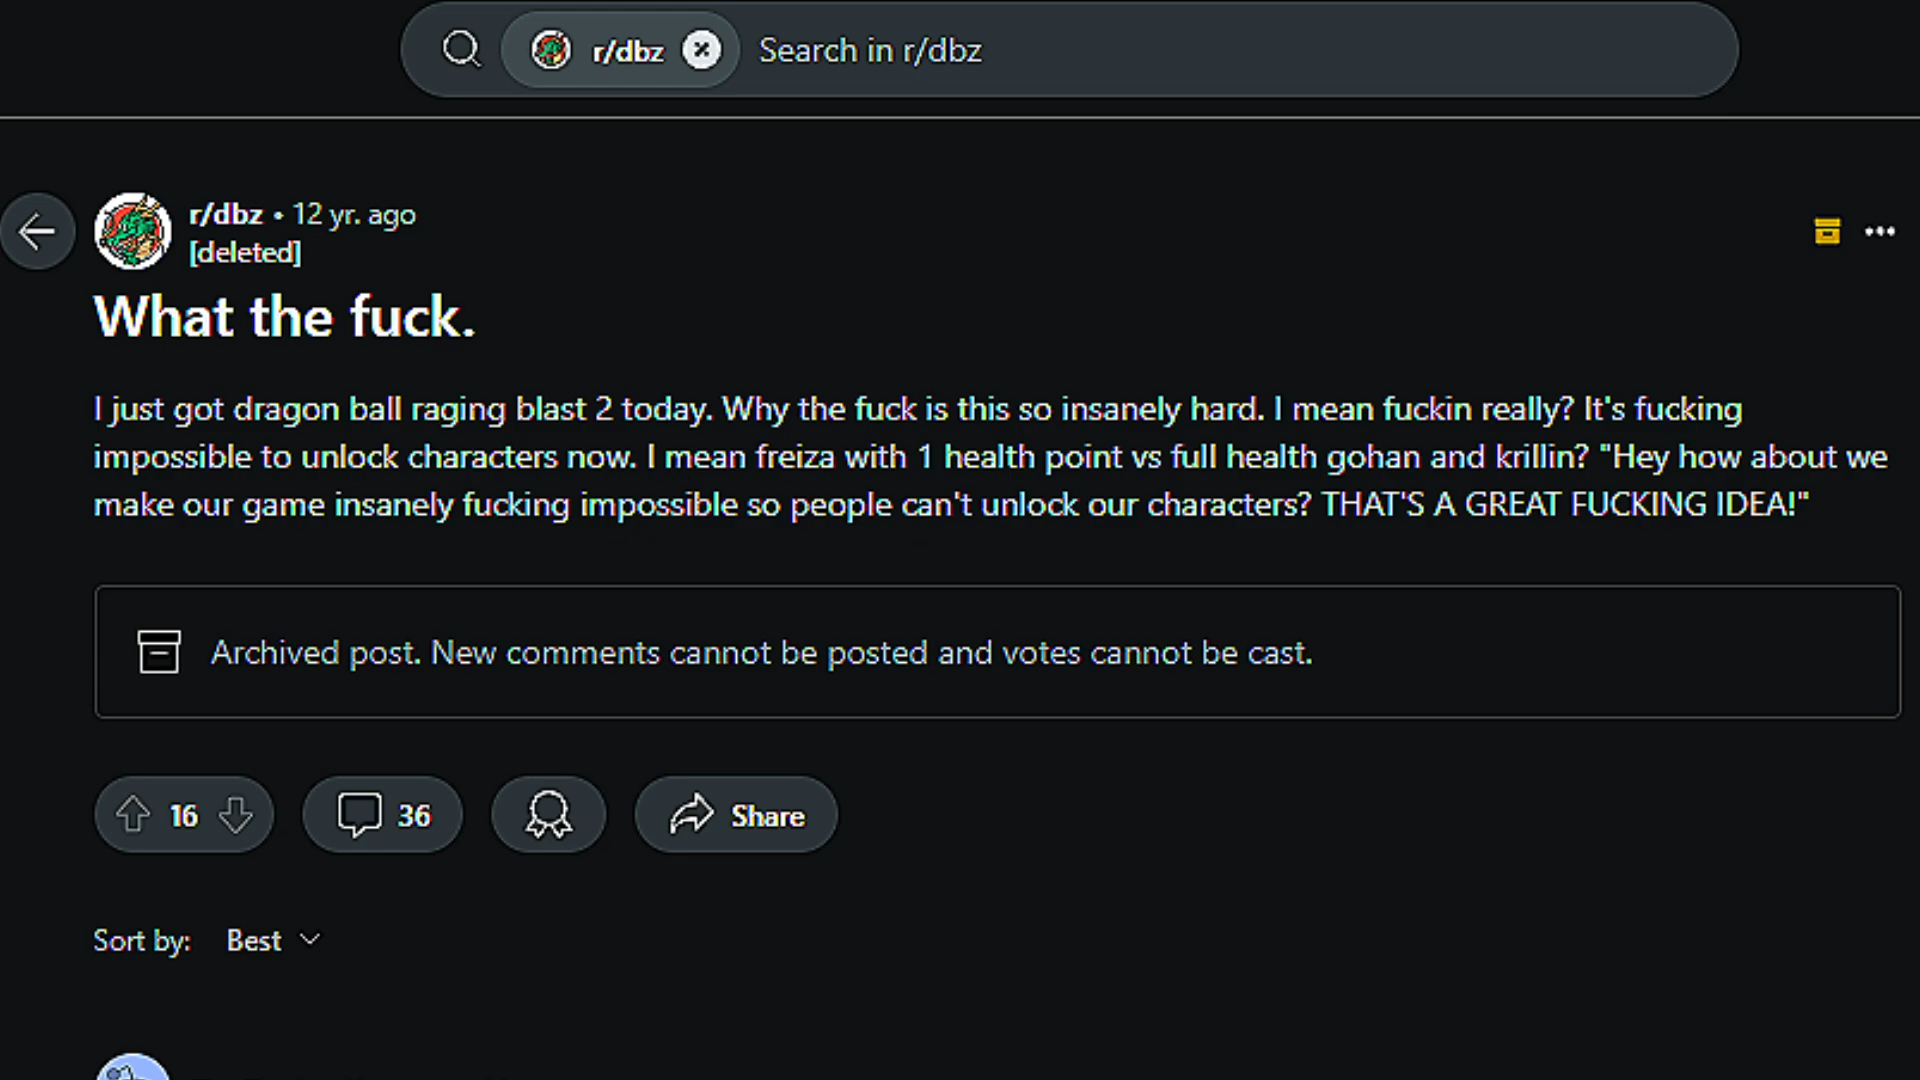 r/dbz Search in r/dbz
r/dbz • 12 yr. ago
[deleted]
What the fuck.
I just got dragon ball raging blast 2 today. Why the fuck is this so insanely hard. I mean fuckin really? It's fucking
impossible to unlock characters now. I mean freiza with 1 health point vs full health gohan and krillin? "Hey how about we
make our game insanely fucking impossible so people can't unlock our characters? THAT'S A GREAT FUCKING IDEA!"
Archived post. New comments cannot be posted and votes cannot be cast.
16 36 Share
Sort by: Best